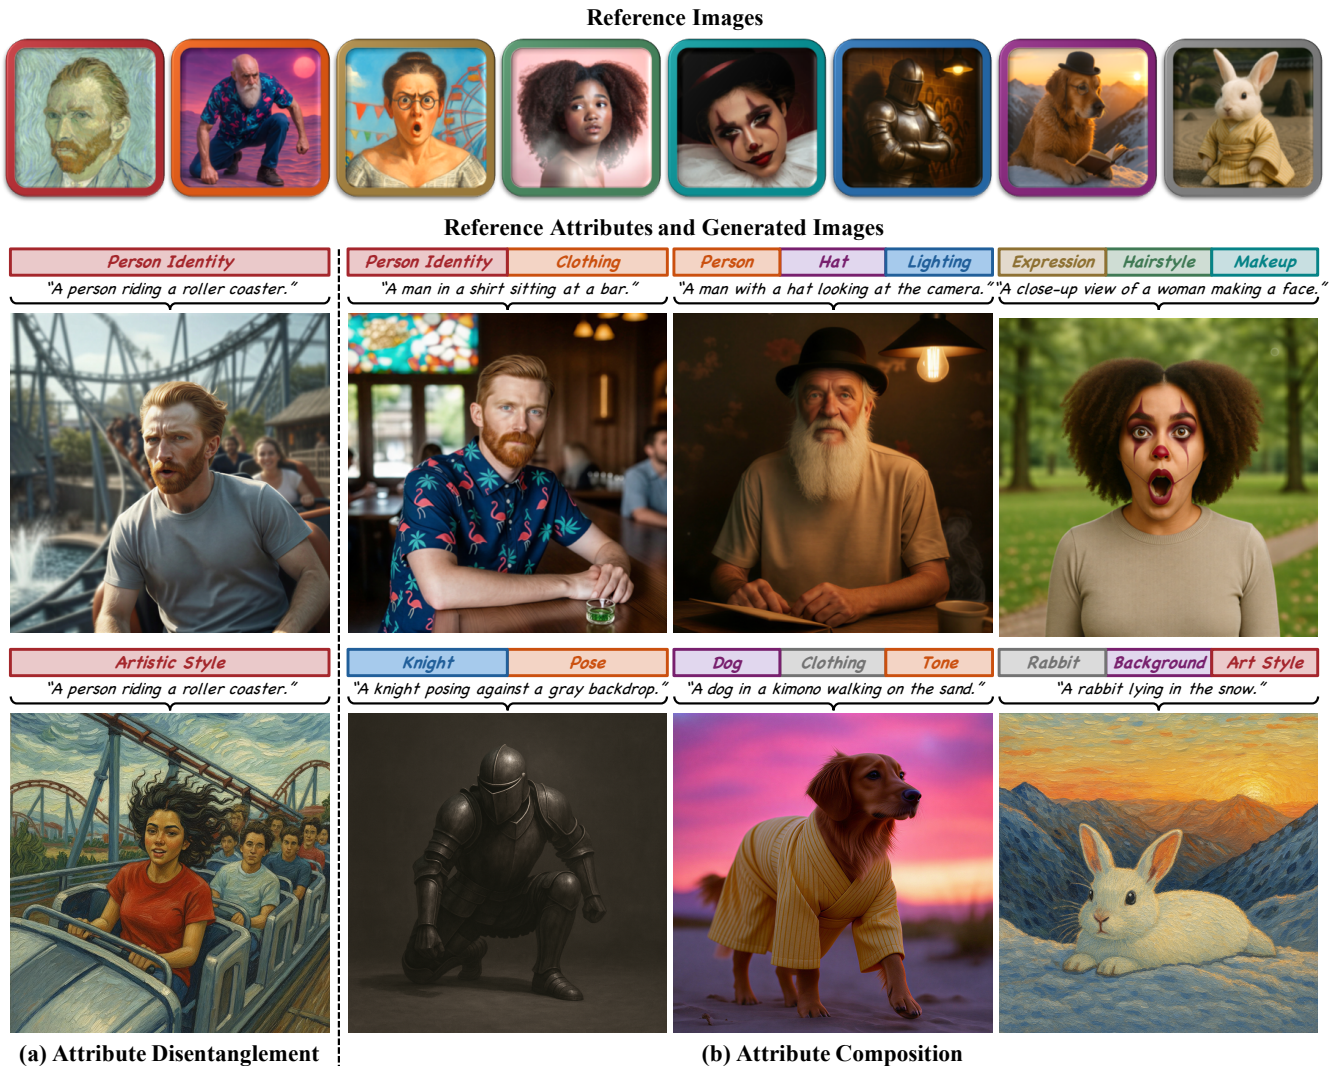 Reference Images
Reference Attributes and Generated Images
Person Identity
"A person riding a roller coaster."
Person Identity Clothing
"A man in a shirt sitting at a bar."
Person Hat Lighting
"A man with a hat looking at the camera."
Expression Hairstyle Makeup
"A close-up view of a woman making a face."
Artistic Style
"A person riding a roller coaster."
Knight Pose
"A knight posing against a gray backdrop."
Dog Clothing Tone
"A dog in a kimono walking on the sand."
Rabbit Background Art Style
"A rabbit lying in the snow."
(a) Attribute Disentanglement
(b) Attribute Composition